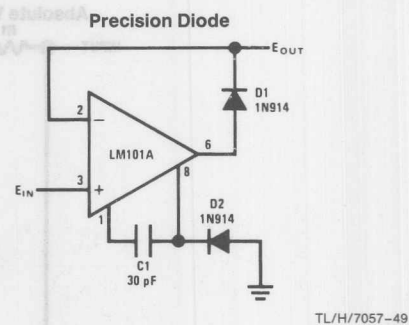 Precision Diode
EOUT
D1
1N914
2
−
LM101A
6
8
EIN
3
+
1
D2
1N914
C1
30 pF
TL/H/7057–49